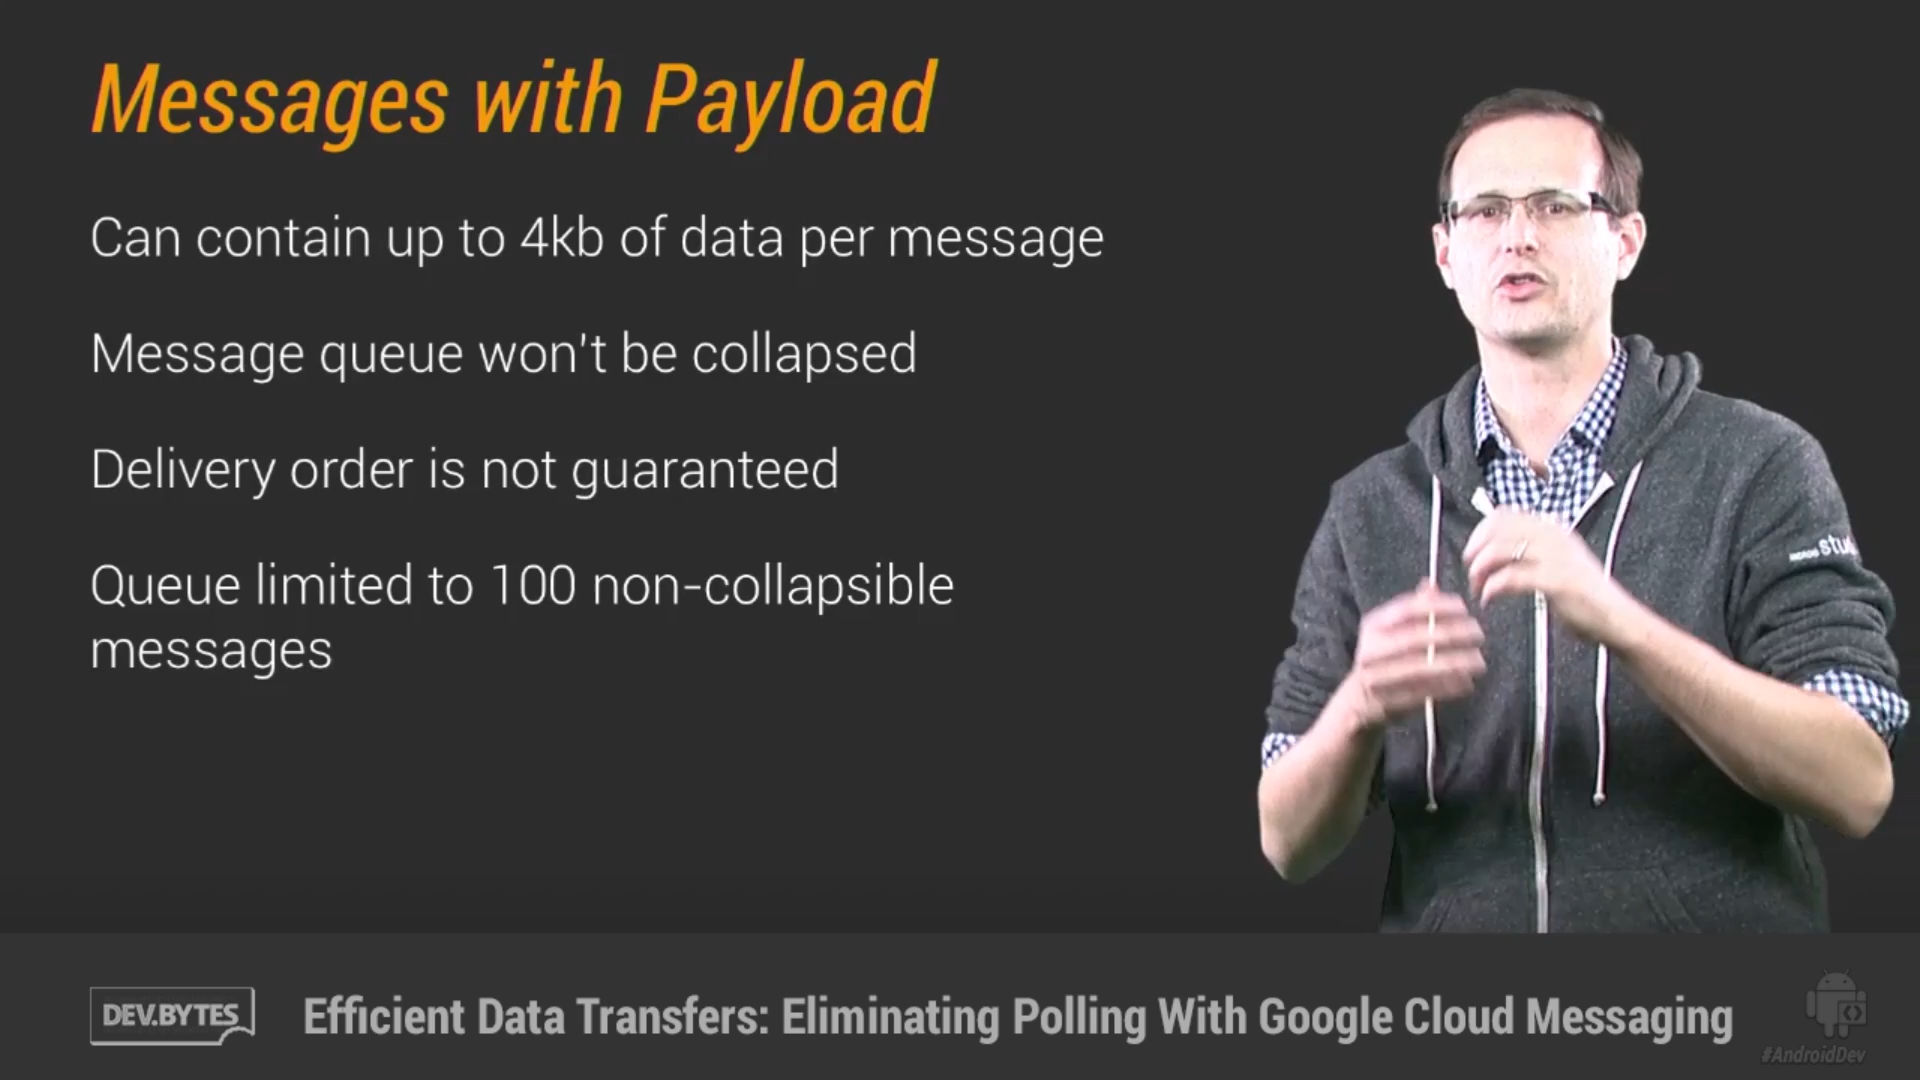 Messages with Payload
Can contain up to 4kb of data per message
Message queue won't be collapsed
Delivery order is not guaranteed
Queue limited to 100 non-collapsible
messages
DEV.BYTES
Efficient Data Transfers: Eliminating Polling With Google Cloud Messaging
#AndroidDev